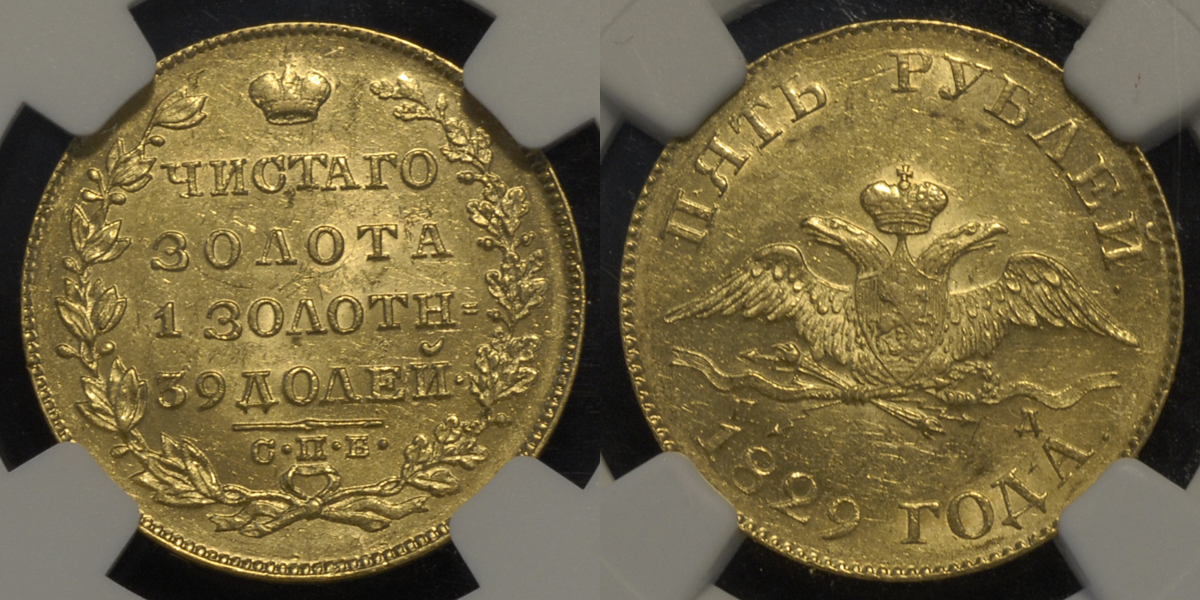 ЧИСТАГО
ЗОЛОТА
1 ЗОЛОТН-
39 ДОЛЕЙ.
С·П·Б·
ПЯТЬ РУБЛЕЙ.
П Д
1829 ГОДА.